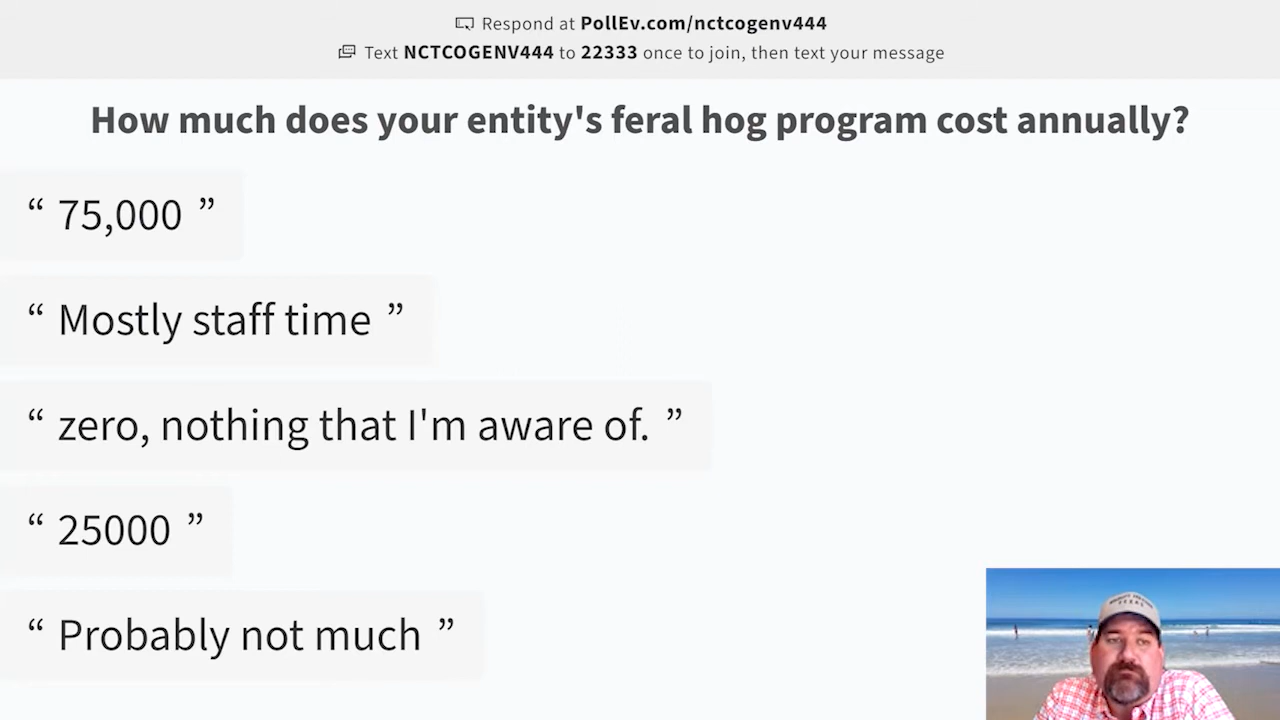 Respond at PollEv.com/nctcogenv444
Text NCTCOGENV444 to 22333 once to join, then text your message
How much does your entity's feral hog program cost annually?
“ 75,000 ”
“ Mostly staff time ”
“ zero, nothing that I'm aware of. ”
“ 25000 ”
“ Probably not much ”